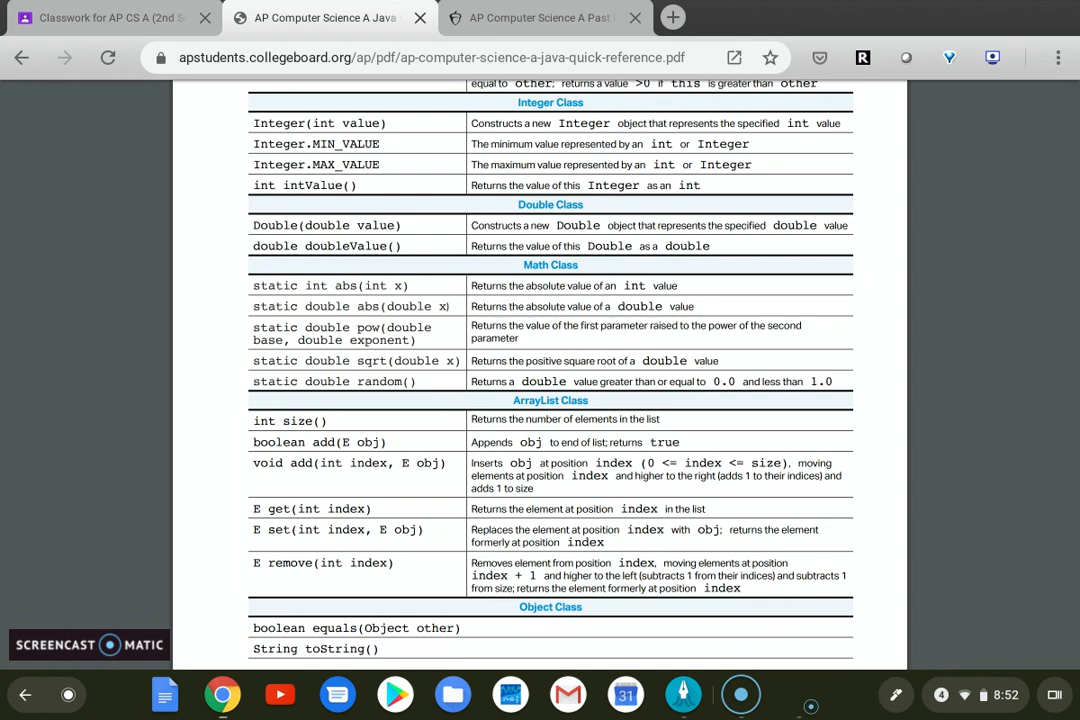 Classwork for AP CS A (2nd S
AP Computer Science A Java
AP Computer Science A Past
apstudents.collegeboard.org/ap/pdf/ap-computer-science-a-java-quick-reference.pdf
R
equal to other; returns a value >0 if this is greater than other
Integer Class
Integer(int value) Constructs a new Integer object that represents the specified int value
Integer.MIN_VALUE The minimum value represented by an int or Integer
Integer.MAX_VALUE The maximum value represented by an int or Integer
int intValue() Returns the value of this Integer as an int
Double Class
Double(double value) Constructs a new Double object that represents the specified double value
double doubleValue() Returns the value of this Double as a double
Math Class
static int abs(int x) Returns the absolute value of an int value
static double abs(double x) Returns the absolute value of a double value
static double pow(double
base, double exponent)
Returns the value of the first parameter raised to the power of the second
parameter
static double sqrt(double x) Returns the positive square root of a double value
static double random() Returns a double value greater than or equal to 0.0 and less than 1.0
ArrayList Class
int size() Returns the number of elements in the list
boolean add(E obj) Appends obj to end of list; returns true
void add(int index, E obj) Inserts obj at position index (0 <= index <= size), moving
elements at position index and higher to the right (adds 1 to their indices) and
adds 1 to size
E get(int index) Returns the element at position index in the list
E set(int index, E obj) Replaces the element at position index with obj; returns the element
formerly at position index
E remove(int index) Removes element from position index, moving elements at position
index + 1 and higher to the left (subtracts 1 from their indices) and subtracts 1
from size; returns the element formerly at position index
Object Class
boolean equals(Object other)
String toString()
SCREENCAST MATIC
31
4
8:52